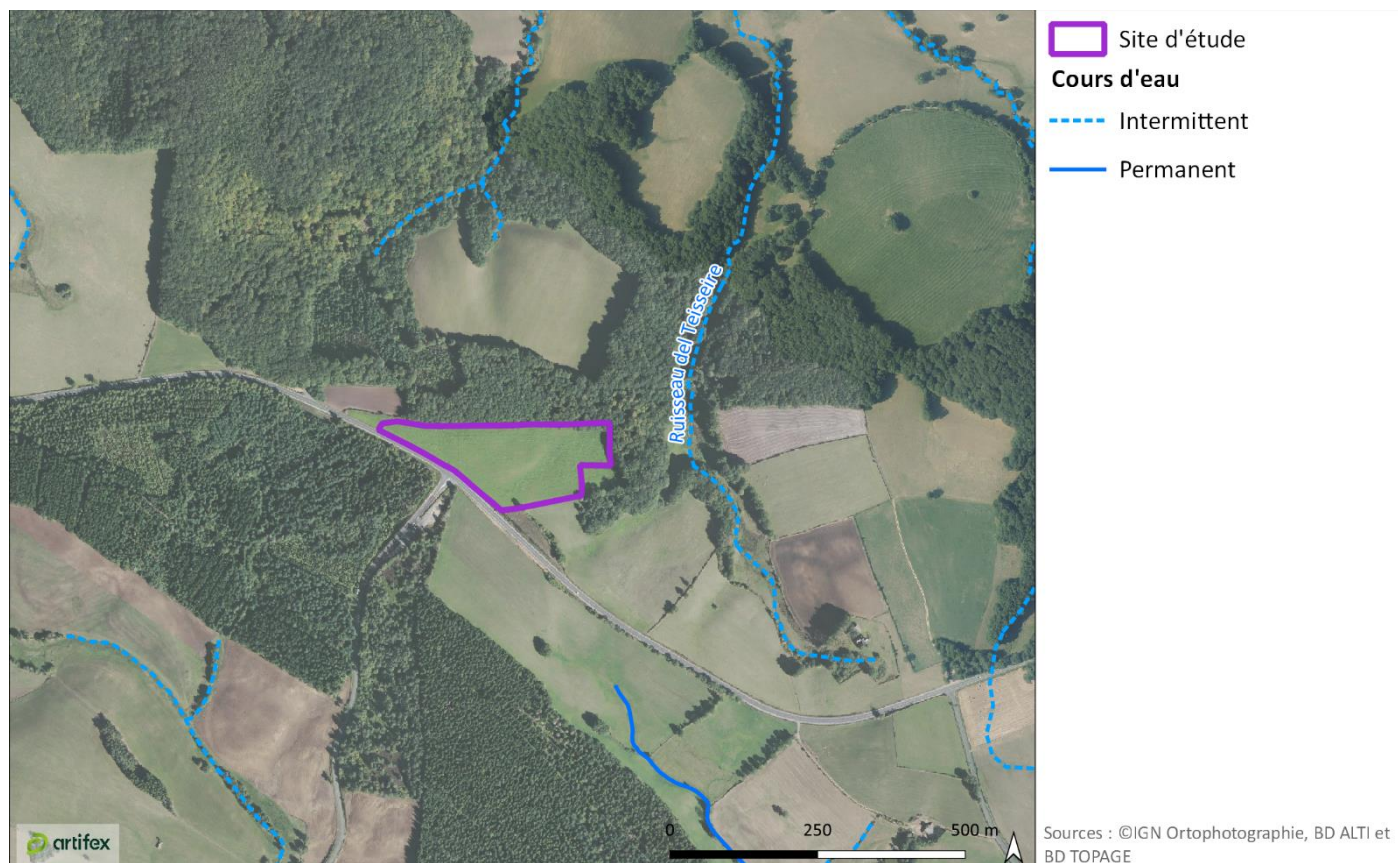 Site d'étude
Cours d'eau
Intermittent
Permanent
Ruisseau del Teisseire
artifex
0 250 500 m
Sources : ©IGN Ortophotographie, BD ALTI et
BD TOPAGE